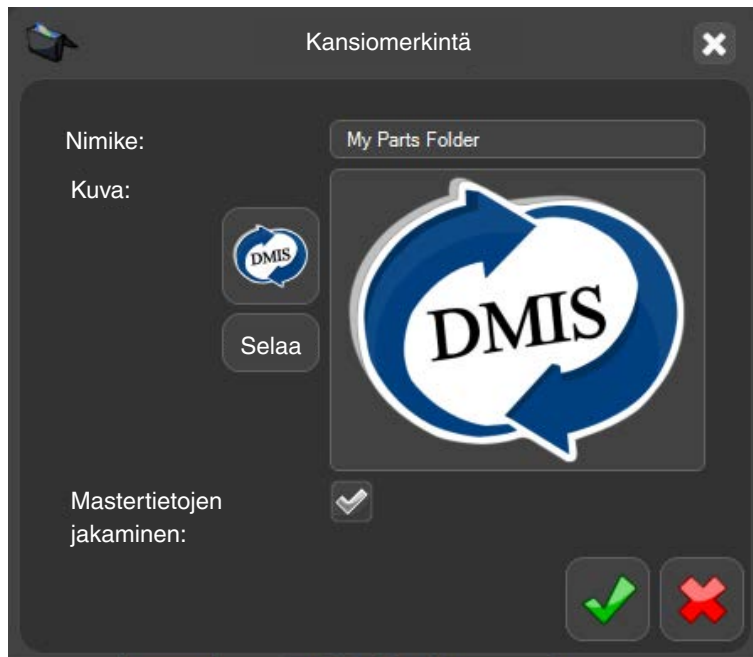 Kansiomerkintä
Nimike:
My Parts Folder
Kuva:
DMIS
Selaa
DMIS
Mastertietojen
jakaminen: